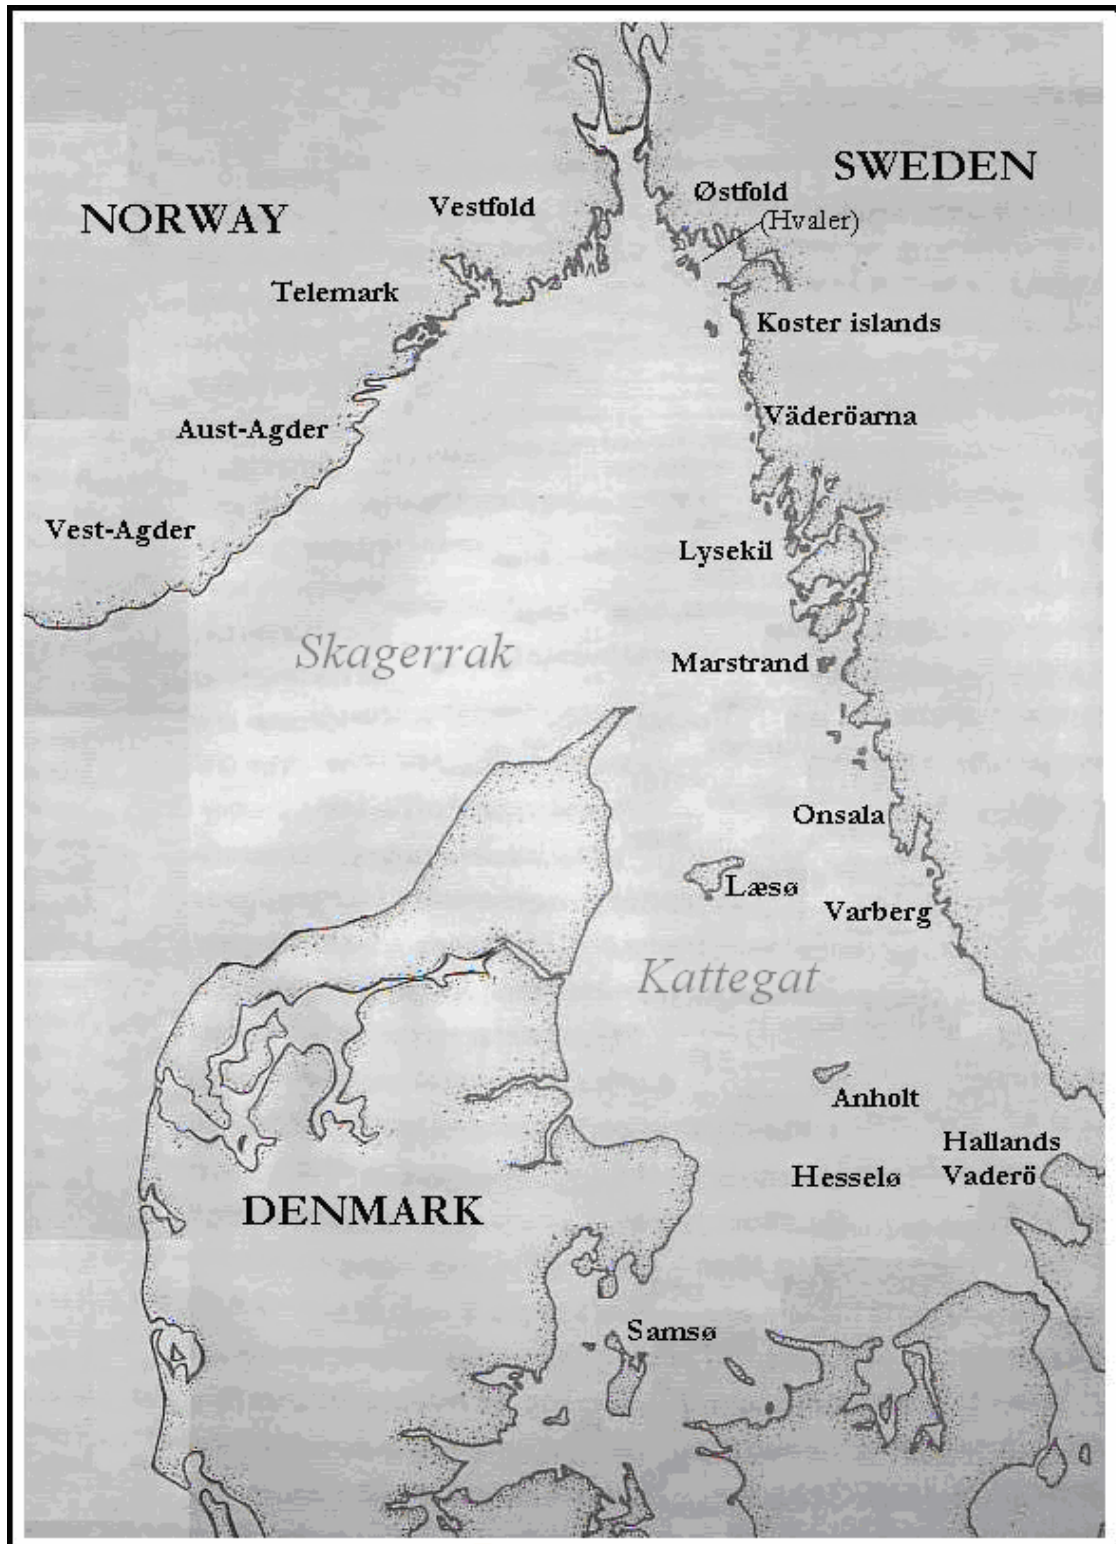 SWEDEN
Østfold
Vestfold
NORWAY
(Hvaler)
Telemark
Koster islands
Väderöarna
Aust-Agder
Vest-Agder
Lysekil
Skagerrak
Marstrand
Onsala
Læsø
Varberg
Kattegat
Anholt
Hallands
Vaderö
Hesselø
DENMARK
Samsø